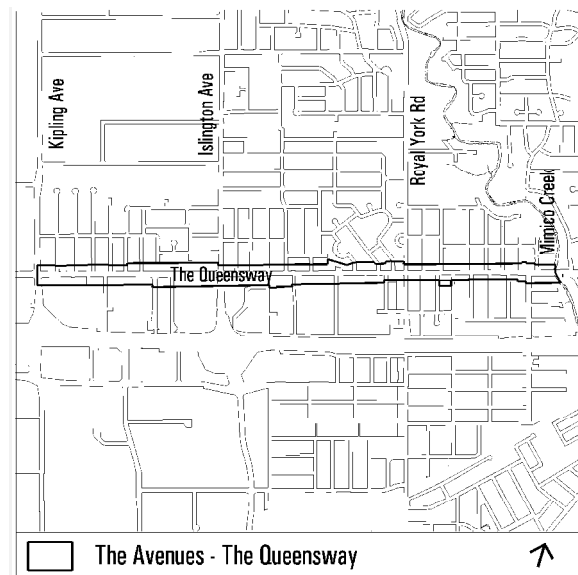 Kipling Ave
Islington Ave
Royal York Rd
Mimico Creek
The Queensway
The Avenues - The Queensway